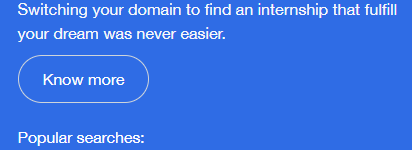 Switching your domain to find an internship that fulfill
your dream was never easier.
Know more
Popular searches: